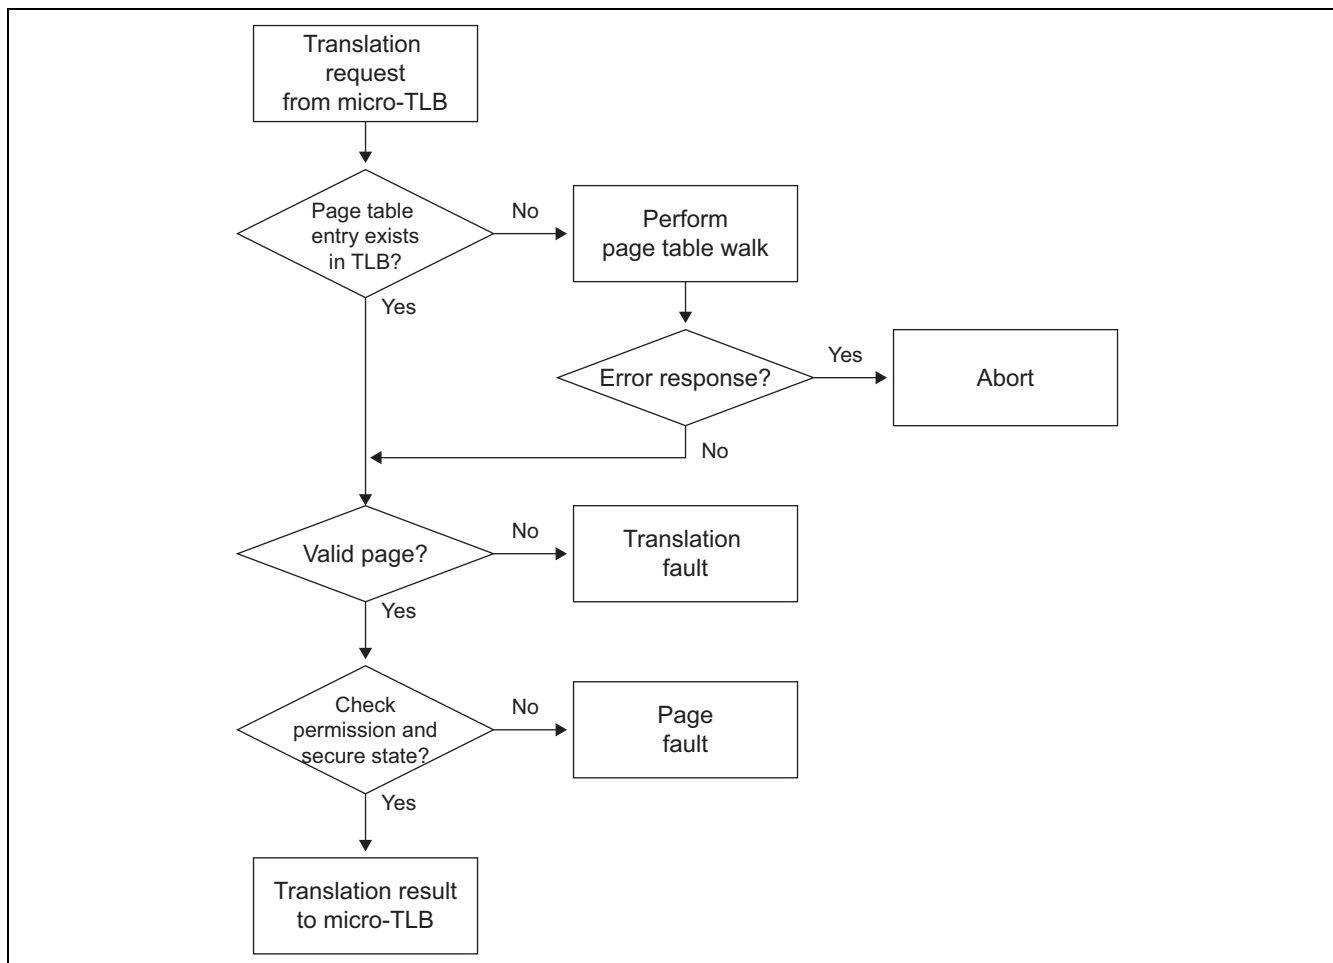 Translation
request
from micro-TLB
Page table
entry exists
in TLB?
No
Perform
page table walk
Yes
Error response?
Yes
Abort
No
Valid page?
No
Translation
fault
Yes
Check
permission and
secure state?
No
Page
fault
Yes
Translation result
to micro-TLB